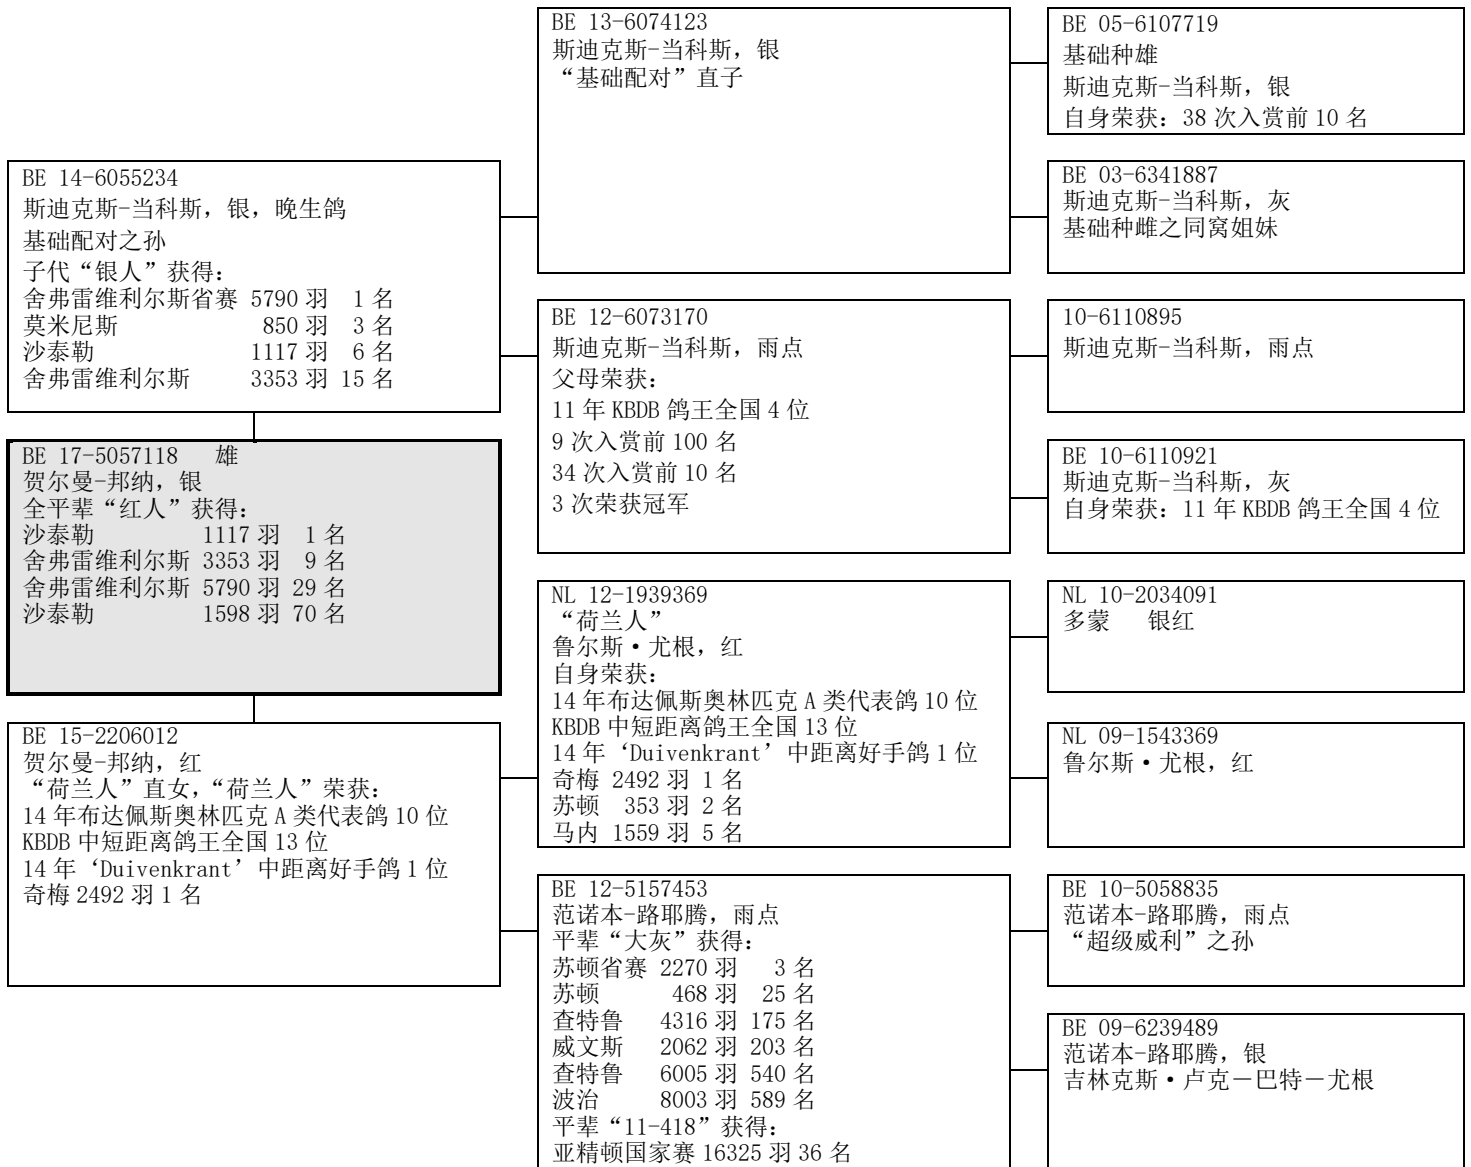 BE 14-6055234
斯迪克斯-当科斯，银，晚生鸽
基础配对之孙
子代“银人”获得：
舍弗雷维利尔斯省赛 5790 羽 1 名
莫米尼斯 850 羽 3 名
沙泰勒 1117 羽 6 名
舍弗雷维利尔斯 3353 羽 15 名
BE 17-5057118 雄
贺尔曼-邦纳，银
全平辈“红人”获得：
沙泰勒 1117 羽 1 名
舍弗雷维利尔斯 3353 羽 9 名
舍弗雷维利尔斯 5790 羽 29 名
沙泰勒 1598 羽 70 名
BE 15-2206012
贺尔曼-邦纳，红
“荷兰人”直女，“荷兰人”荣获：
14 年布达佩斯奥林匹克 A 类代表鸽 10 位
KBDB 中短距离鸽王全国 13 位
14 年‘Duivenkrant’中距离好手鸽 1 位
奇梅 2492 羽 1 名
BE 13-6074123
斯迪克斯-当科斯，银
“基础配对”直子
BE 12-6073170
斯迪克斯-当科斯，雨点
父母荣获：
11 年 KBDB 鸽王全国 4 位
9 次入赏前 100 名
34 次入赏前 10 名
3 次荣获冠军
NL 12-1939369
“荷兰人”
鲁尔斯•尤根，红
自身荣获：
14 年布达佩斯奥林匹克 A 类代表鸽 10 位
KBDB 中短距离鸽王全国 13 位
14 年‘Duivenkrant’中距离好手鸽 1 位
奇梅 2492 羽 1 名
苏顿 353 羽 2 名
马内 1559 羽 5 名
BE 12-5157453
范诺本-路耶腾，雨点
平辈“大灰”获得：
苏顿省赛 2270 羽 3 名
苏顿 468 羽 25 名
查特鲁 4316 羽 175 名
威文斯 2062 羽 203 名
查特鲁 6005 羽 540 名
波治 8003 羽 589 名
平辈“11-418”获得：
亚精顿国家赛 16325 羽 36 名
BE 05-6107719
基础种雄
斯迪克斯-当科斯，银
自身荣获：38 次入赏前 10 名
BE 03-6341887
斯迪克斯-当科斯，灰
基础种雌之同窝姐妹
10-6110895
斯迪克斯-当科斯，雨点
BE 10-6110921
斯迪克斯-当科斯，灰
自身荣获：11 年 KBDB 鸽王全国 4 位
NL 10-2034091
多蒙 银红
NL 09-1543369
鲁尔斯•尤根，红
BE 10-5058835
范诺本-路耶腾，雨点
“超级威利”之孙
BE 09-6239489
范诺本-路耶腾，银
吉林克斯•卢克－巴特－尤根